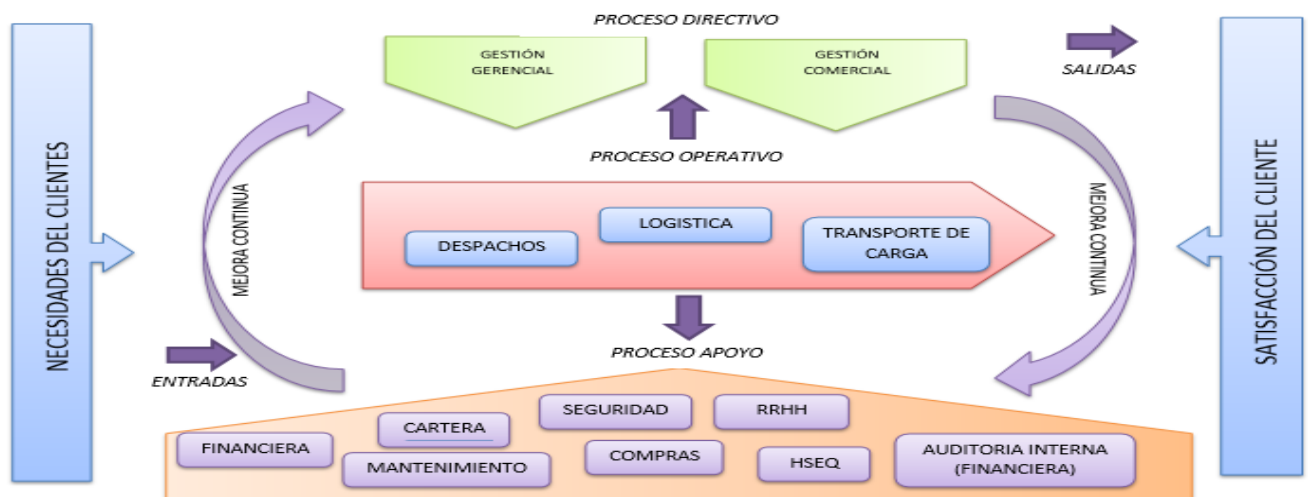 PROCESO DIRECTIVO
GESTIÓN
GERENCIAL
GESTIÓN
COMERCIAL
SALIDAS
NECESIDADES DEL CLIENTES
MEJORA CONTINUA
PROCESO OPERATIVO
DESPACHOS
LOGISTICA
TRANSPORTE DE
CARGA
MEJORA CONTINUA
SATISFACCIÓN DEL CLIENTE
ENTRADAS
PROCESO APOYO
FINANCIERA
CARTERA
MANTENIMIENTO
SEGURIDAD
COMPRAS
RRHH
HSEQ
AUDITORIA INTERNA
(FINANCIERA)